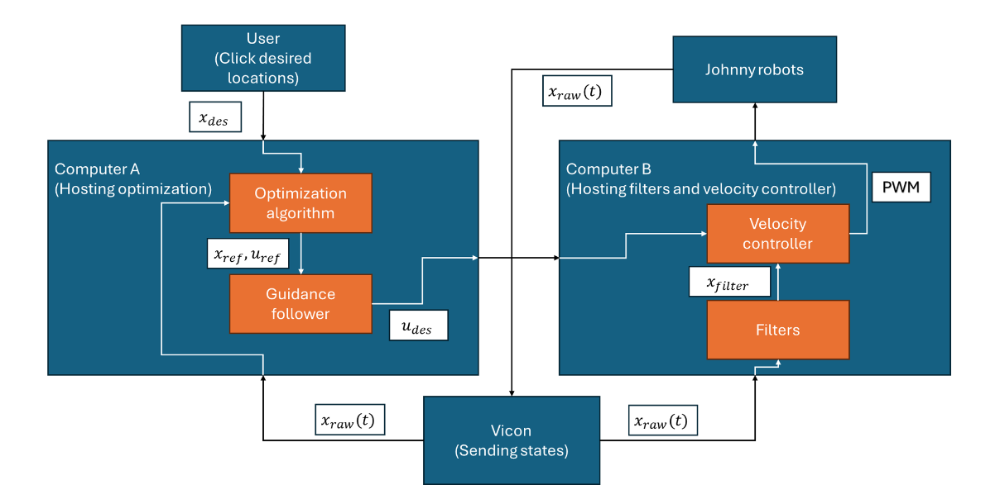 User
(Click desired
locations)
Johnny robots
x_raw(t)
x_des
Computer A
(Hosting optimization)
Optimization
algorithm
x_ref, u_ref
Guidance
follower
u_des
Computer B
(Hosting filters and velocity controller)
PWM
Velocity
controller
x_filter
Filters
x_raw(t)
Vicon
(Sending states)
x_raw(t)